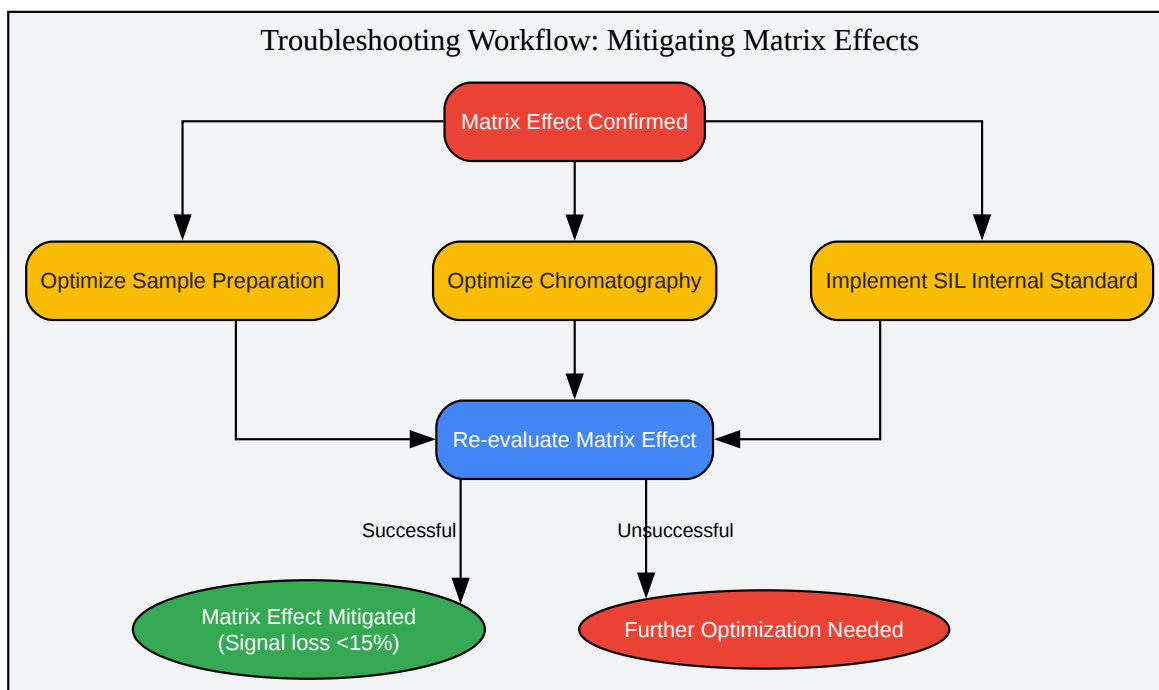 Troubleshooting Workflow: Mitigating Matrix Effects
Matrix Effect Confirmed
Optimize Sample Preparation
Optimize Chromatography
Implement SIL Internal Standard
Re-evaluate Matrix Effect
Successful
Unsuccessful
Matrix Effect Mitigated
(Signal loss <15%)
Further Optimization Needed